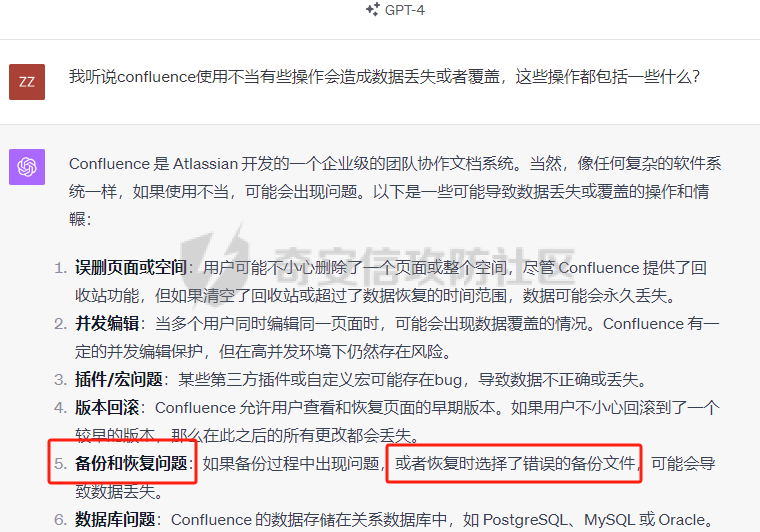 GPT-4
ZZ
我听说confluence使用不当有些操作会造成数据丢失或者覆盖，这些操作都包括一些什么？
Confluence 是 Atlassian 开发的一个企业级的团队协作文档系统。当然，像任何复杂的软件系
统一样，如果使用不当，可能会出现问题。以下是一些可能导致数据丢失或覆盖的操作和情
辗：
奇安信攻防社区
1. 误删页面或空间：用户可能不小心删除了一个页面或整个空间，尽管 Confluence 提供了回
收站功能，但如果清空了回收站或超过了数据恢复的时间范围，数据可能会永久丢失。
2. 并发编辑：当多个用户同时编辑同一页面时，可能会出现数据覆盖的情况。Confluence 有一
定的并发编辑保护，但在高并发环境下仍然存在风险。
3. 插件/宏问题：某些第三方插件或自定义宏可能存在bug，导致数据不正确或丢失。
4. 版本回滚：Confluence 允许用户查看和恢复页面的早期版本。如果用户不小心回滚到了一个
较早的版本，那么在此之后的所有更改都会丢失。
5. 备份和恢复问题：如果备份过程中出现问题，或者恢复时选择了错误的备份文件，可能会导
致数据丢失。
6. 数据库问题：Confluence 的数据存储在关系数据库中，如 PostgreSQL、MySQL 或 Oracle。